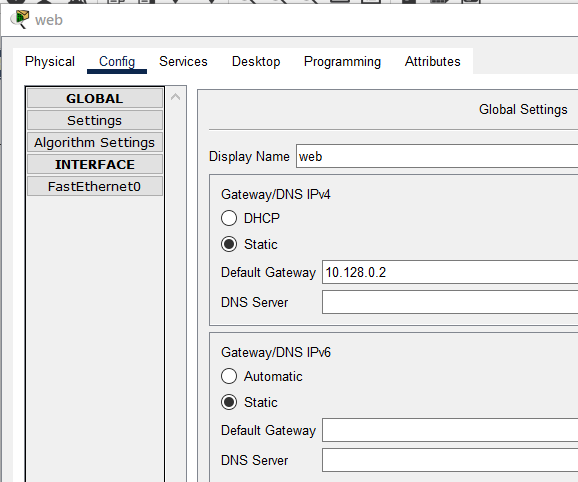 web
Physical Config Services Desktop Programming Attributes
GLOBAL
Settings
Algorithm Settings
INTERFACE
FastEthernet0
Global Settings
Display Name web
Gateway/DNS IPv4
DHCP
Static
Default Gateway 10.128.0.2
DNS Server
Gateway/DNS IPv6
Automatic
Static
Default Gateway
DNS Server